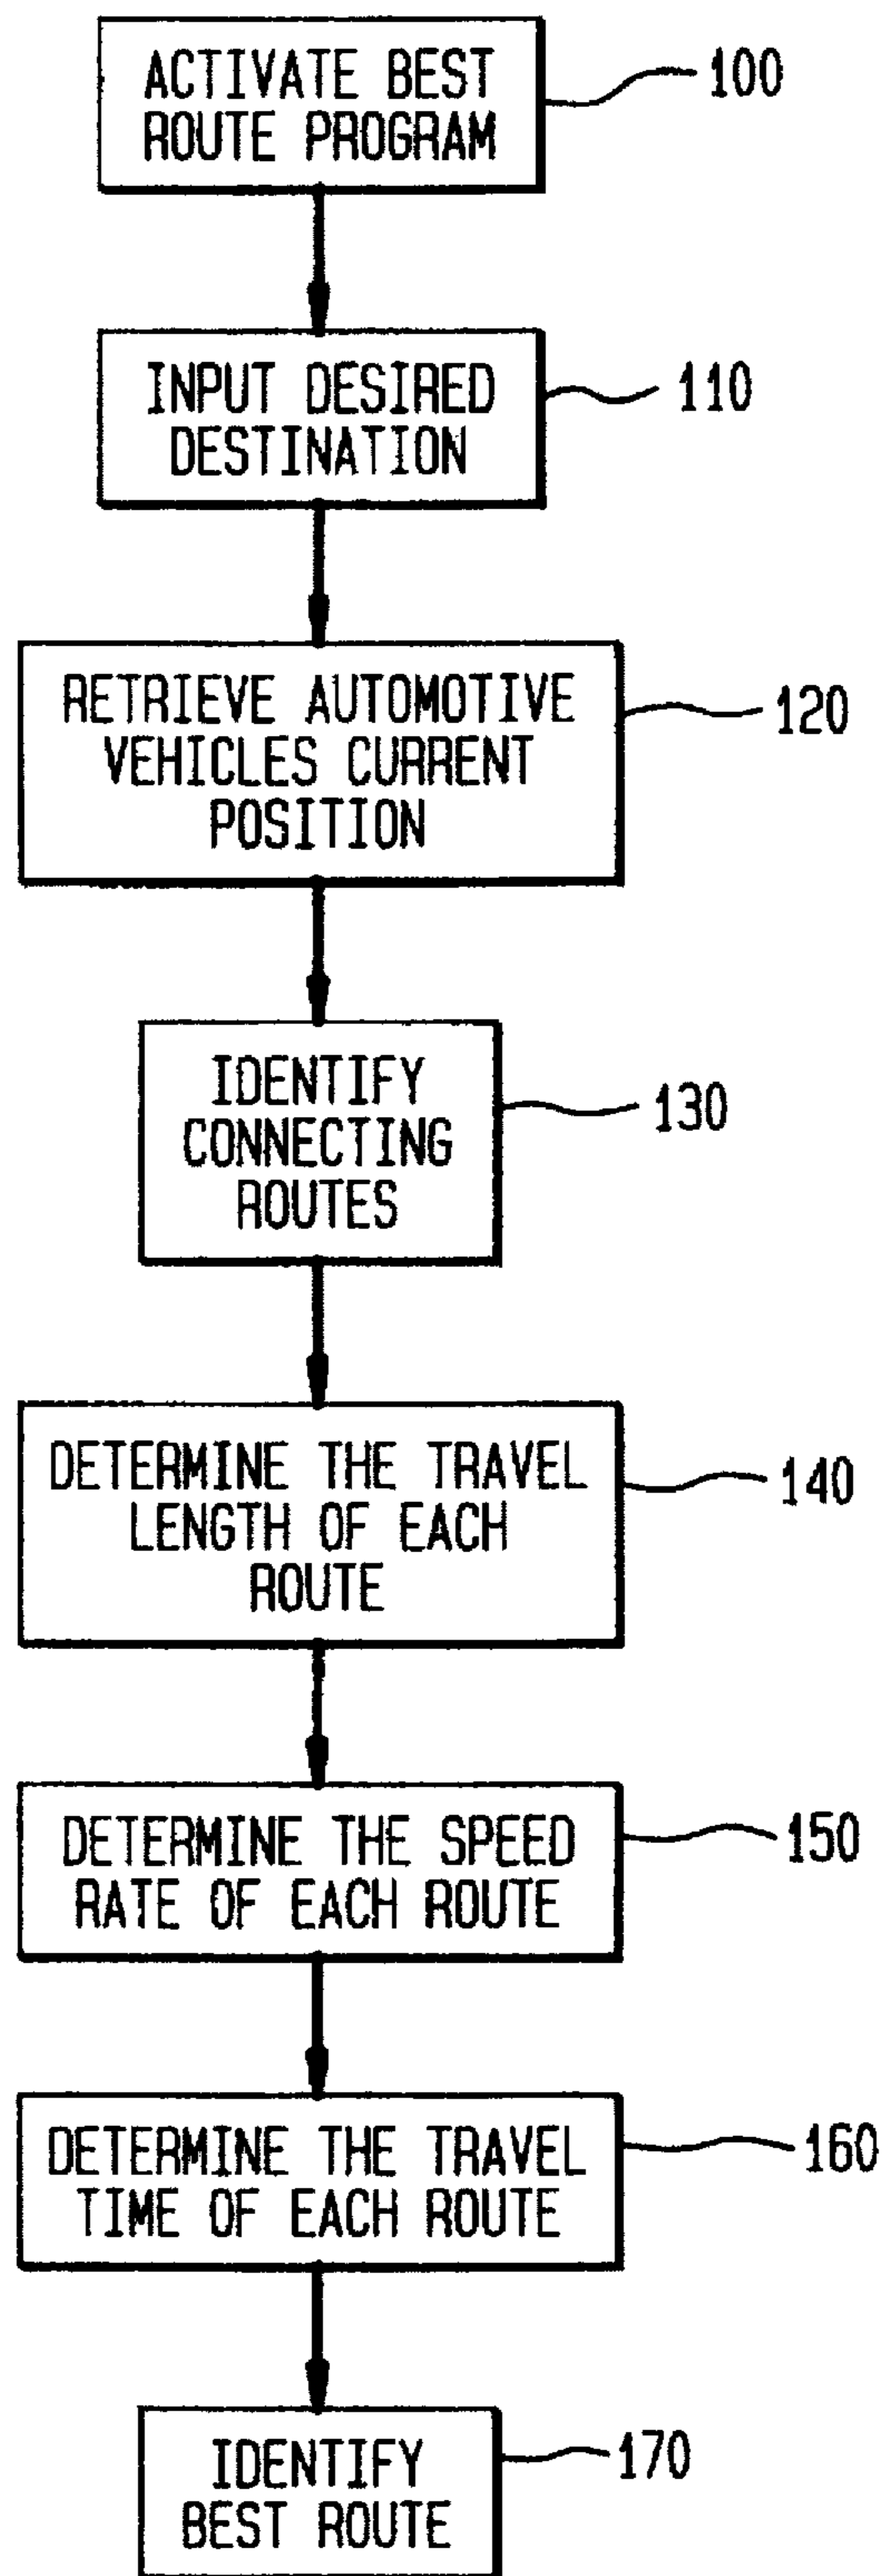 ACTIVATE BEST
ROUTE PROGRAM
100
INPUT DESIRED
DESTINATION
110
RETRIEVE AUTOMOTIVE
VEHICLES CURRENT
POSITION
120
IDENTIFY
CONNECTING
ROUTES
130
DETERMINE THE TRAVEL
LENGTH OF EACH
ROUTE
140
DETERMINE THE SPEED
RATE OF EACH ROUTE
150
DETERMINE THE TRAVEL
TIME OF EACH ROUTE
160
IDENTIFY
BEST ROUTE
170